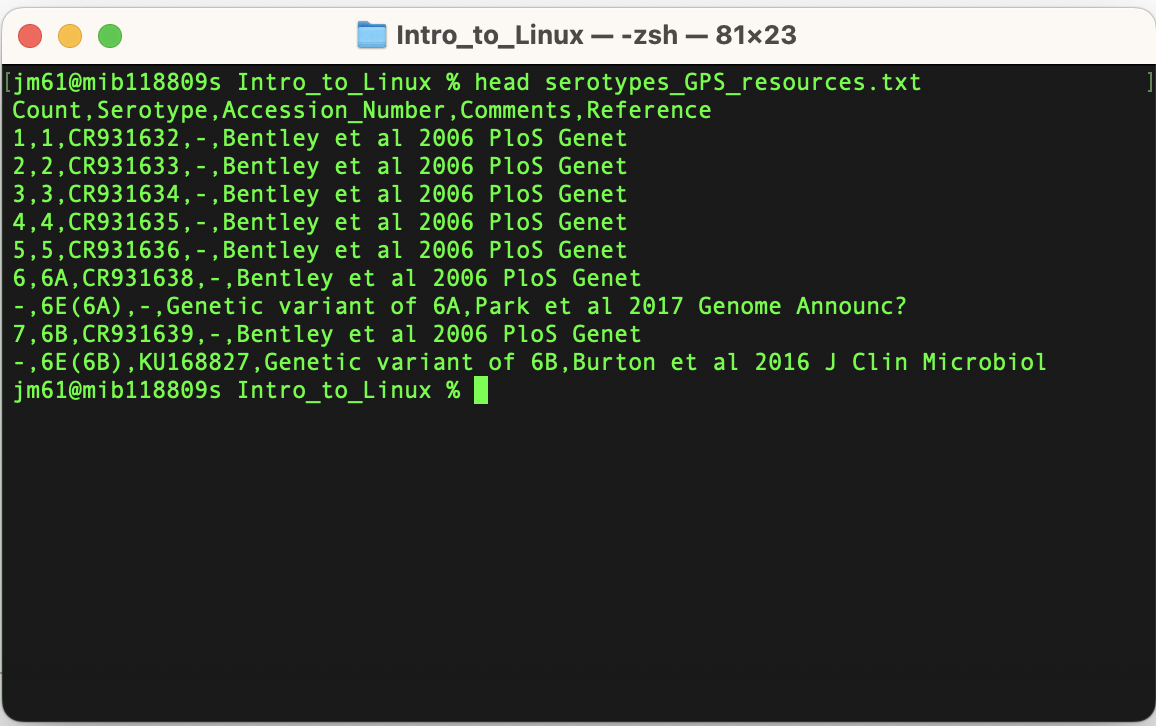 Intro_to_Linux — -zsh — 81×23
[jm61@mib118809s Intro_to_Linux % head serotypes_GPS_resources.txt ]
Count,Serotype,Accession_Number,Comments,Reference
1,1,CR931632,-,Bentley et al 2006 PloS Genet
2,2,CR931633,-,Bentley et al 2006 PloS Genet
3,3,CR931634,-,Bentley et al 2006 PloS Genet
4,4,CR931635,-,Bentley et al 2006 PloS Genet
5,5,CR931636,-,Bentley et al 2006 PloS Genet
6,6A,CR931638,-,Bentley et al 2006 PloS Genet
-,6E(6A),-,Genetic variant of 6A,Park et al 2017 Genome Announc?
7,6B,CR931639,-,Bentley et al 2006 PloS Genet
-,6E(6B),KU168827,Genetic variant of 6B,Burton et al 2016 J Clin Microbiol
jm61@mib118809s Intro_to_Linux %